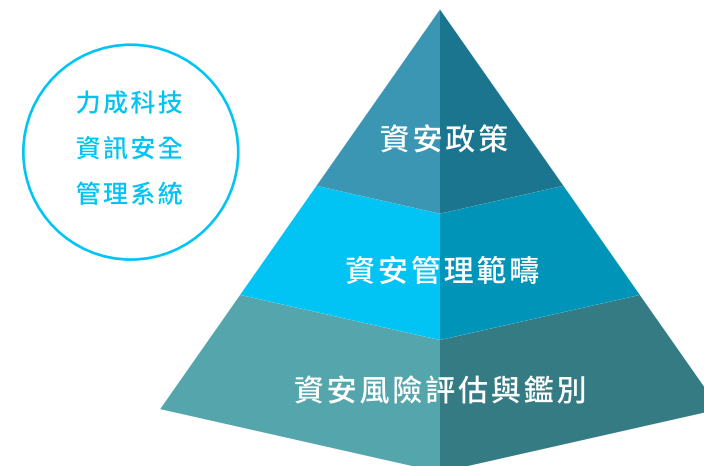 力成科技
資訊安全
管理系統
資安政策
資安管理範疇
資安風險評估與鑑別